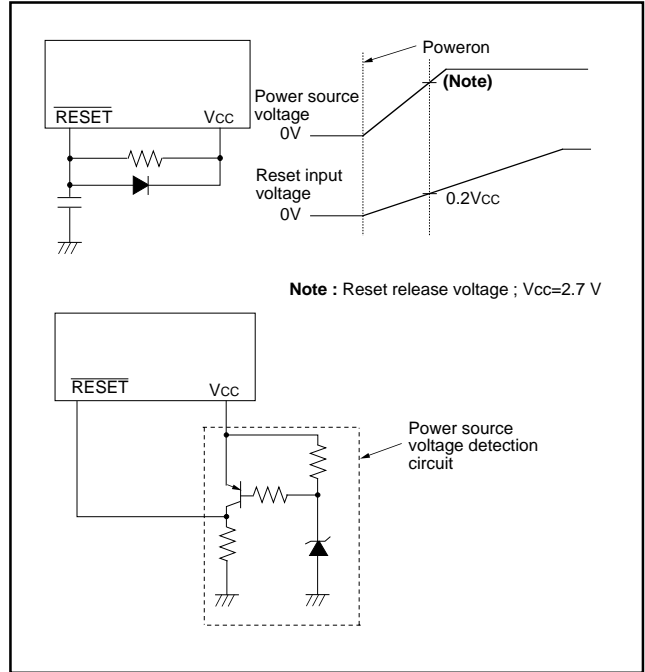 Poweron
(Note)
Power source
voltage
0V
RESET
VCC
Reset input
voltage
0V
0.2VCC
Note : Reset release voltage ; Vcc=2.7 V
RESET
VCC
Power source
voltage detection
circuit